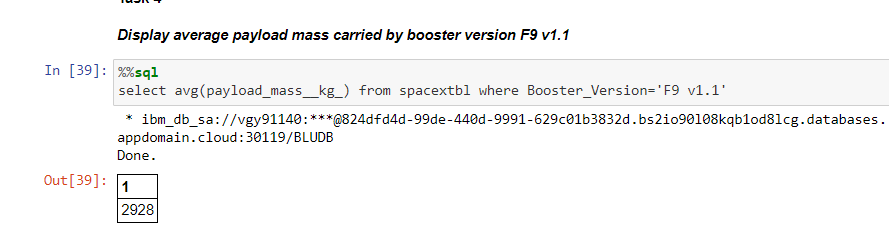 Display average payload mass carried by booster version F9 v1.1
In [39]: %%sql
select avg(payload_mass__kg_) from spacextbl where Booster_Version='F9 v1.1'
* ibm_db_sa://vgy91140:***@824dfd4d-99de-440d-9991-629c01b3832d.bs2io90l08kqb1od8lcg.databases.
appdomain.cloud:30119/BLUDB
Done.
Out[39]: 1
2928